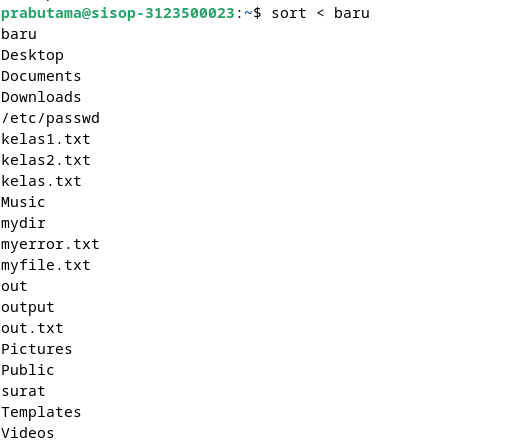 prabutama@sisop-3123500023:~$ sort < baru
baru
Desktop
Documents
Downloads
/etc/passwd
kelas1.txt
kelas2.txt
kelas.txt
Music
mydir
myerror.txt
myfile.txt
out
output
out.txt
Pictures
Public
surat
Templates
Videos